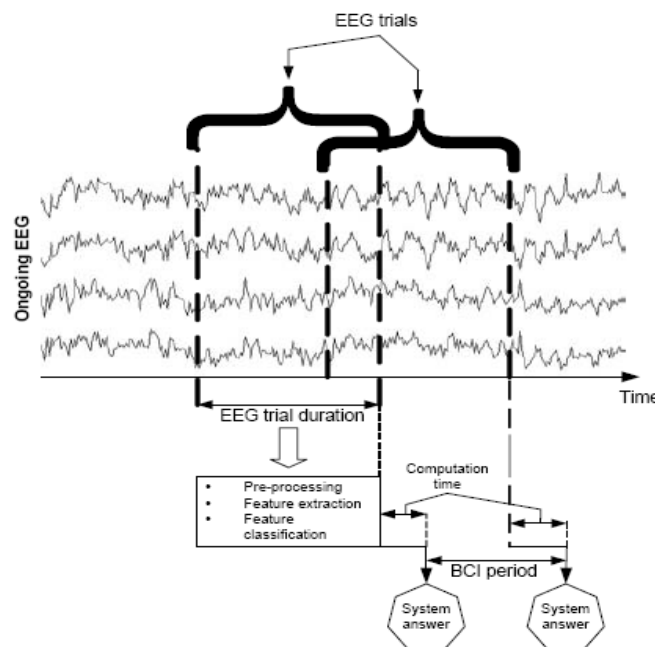 EEG trials
Ongoing EEG
Time
EEG trial duration
• Pre-processing
• Feature extraction
• Feature
classification
Computation
time
BCI period
System
answer
System
answer